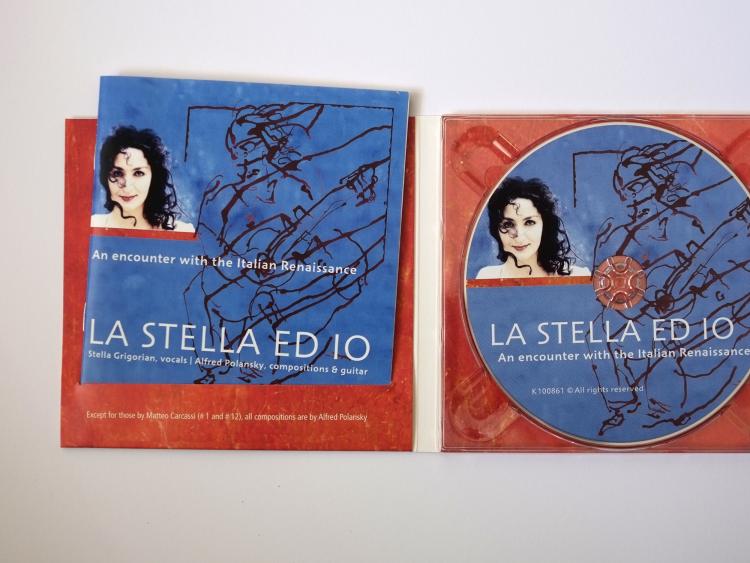 An encounter with the Italian Renaissance
LA STELLA ED IO
Stella Grigorian, vocals | Alfred Polansky, compositions & guitar
Except for those by Matteo Carcassi (# 1 and # 12), all compositions are by Alfred Polansky
LA STELLA ED IO
An encounter with the Italian Renaissance
K100861 © All rights reserved